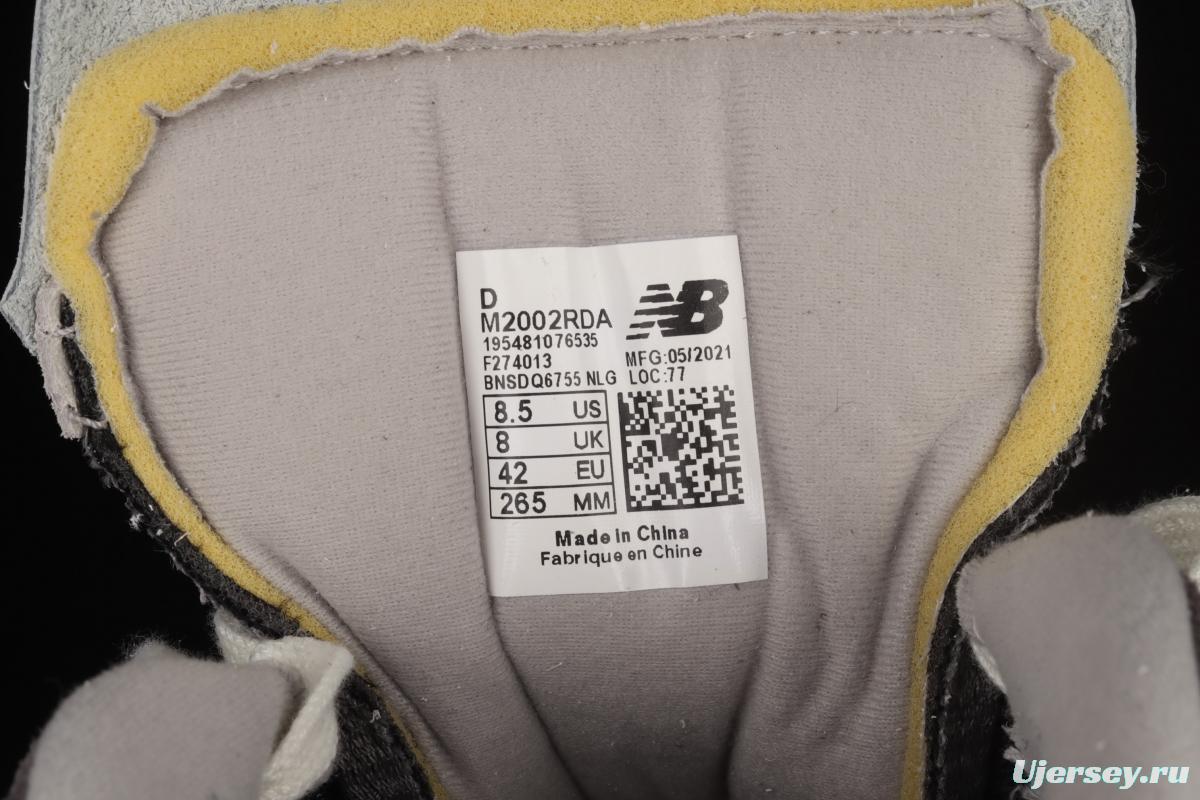 D
M2002RDA
195481076535
F274013
BNSDQ6755 NLG
NB
MFG:05/2021
LOC:77
8.5 US
8 UK
42 EU
265 MM
Made in China
Fabrique en Chine
Ujersey.ru